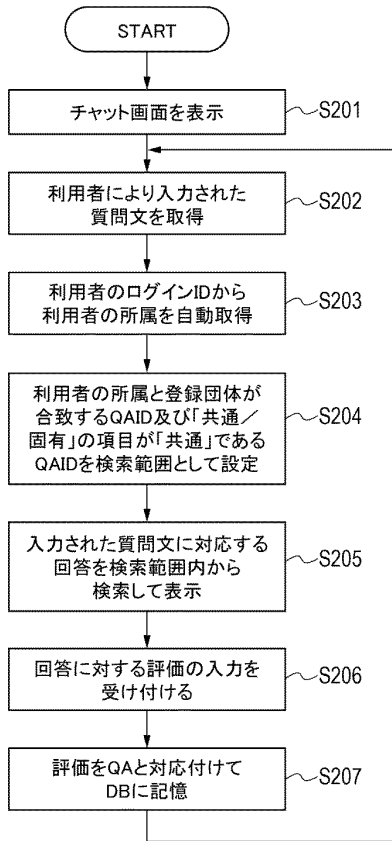 START
チャット画面を表示
S201
利用者により入力された
質問文を取得
S202
利用者のログインIDから
利用者の所属を自動取得
S203
利用者の所属と登録団体が
合致するQAID及び「共通／
固有」の項目が「共通」である
QAIDを検索範囲として設定
S204
入力された質問文に対応する
回答を検索範囲内から
検索して表示
S205
回答に対する評価の入力を
受け付ける
S206
評価をQAと対応付けて
DBに記憶
S207